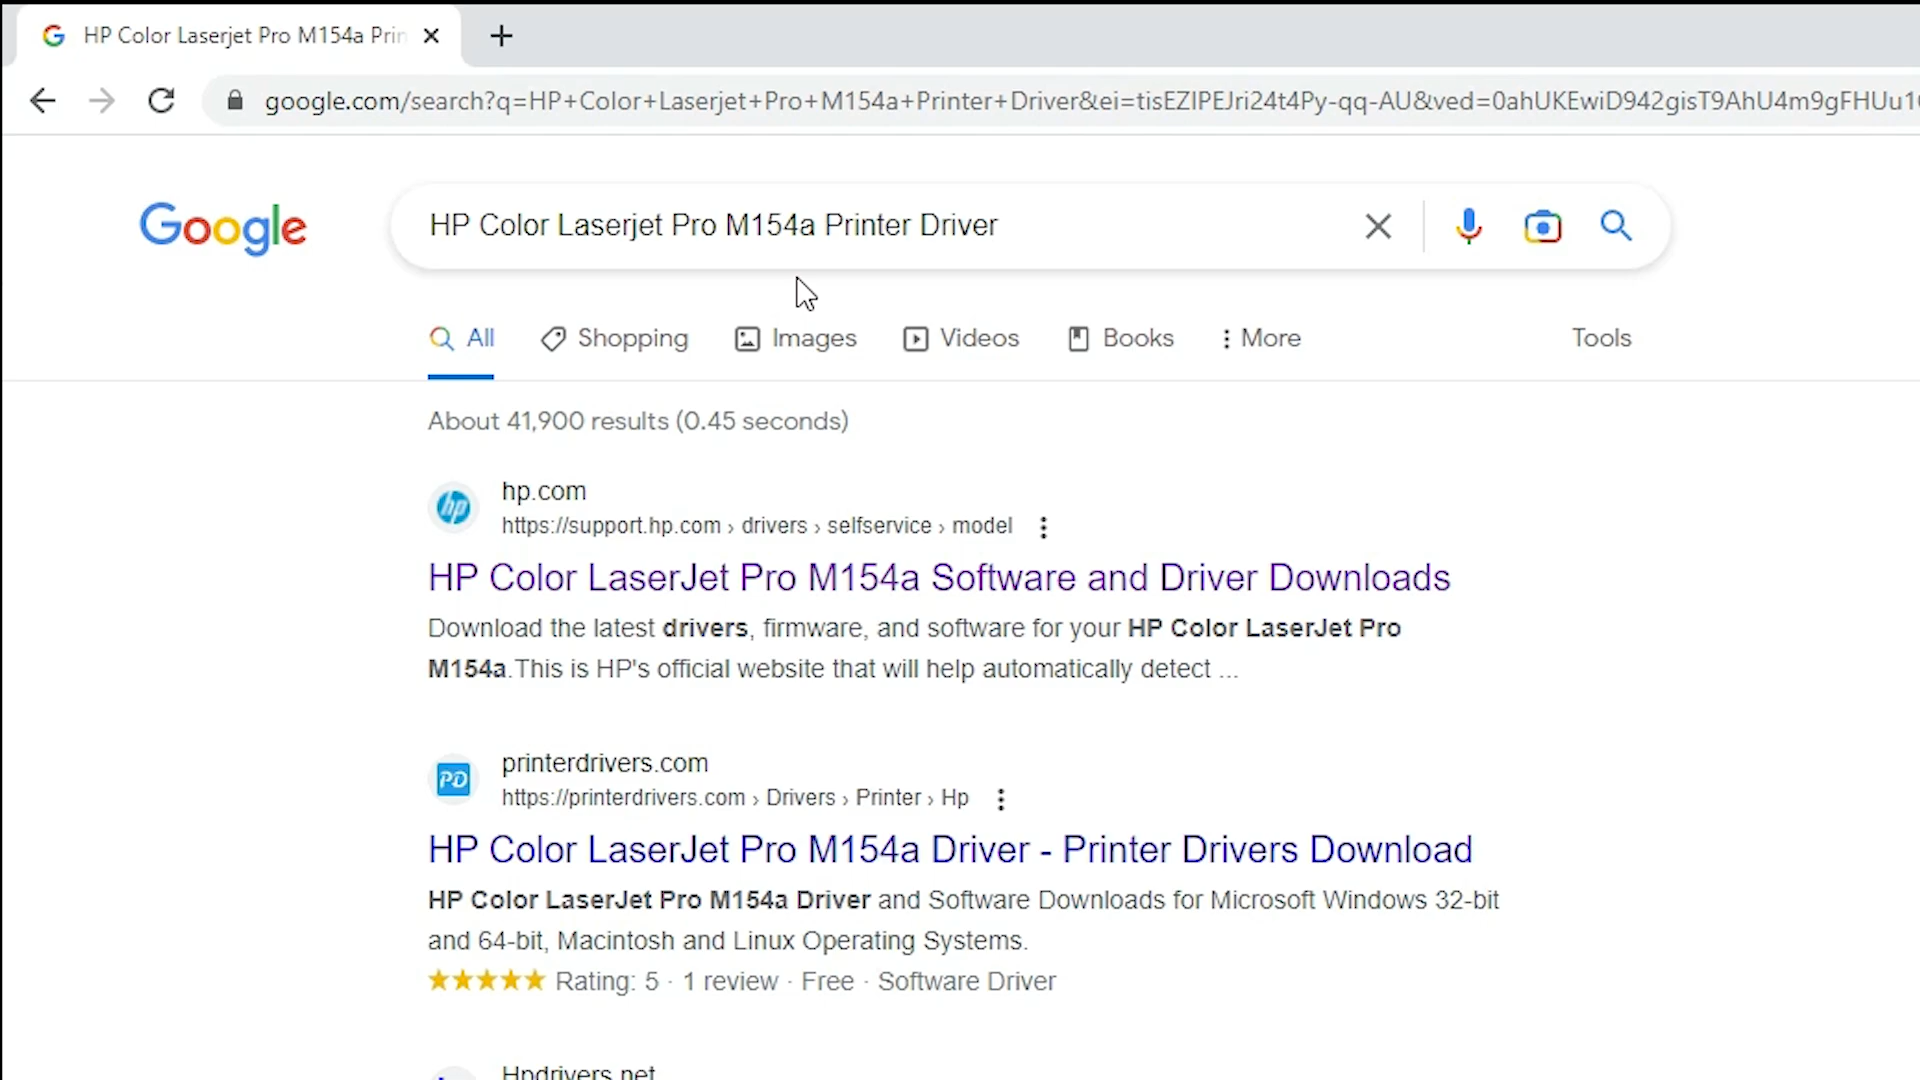 HP Color Laserjet Pro M154a Prin
google.com/search?q=HP+Color+Laserjet+Pro+M154a+Printer+Driver&ei=tisEZIPEJri24t4Py-qq-AU&ved=0ahUKEwiD942gisT9AhU4m9gFHUu1
Google
HP Color Laserjet Pro M154a Printer Driver
All Shopping Images Videos Books More Tools
About 41,900 results (0.45 seconds)
hp
hp.com
https://support.hp.com › drivers › selfservice › model
HP Color LaserJet Pro M154a Software and Driver Downloads
Download the latest drivers, firmware, and software for your HP Color LaserJet Pro
M154a.This is HP's official website that will help automatically detect ...
PD
printerdrivers.com
https://printerdrivers.com › Drivers › Printer › Hp
HP Color LaserJet Pro M154a Driver - Printer Drivers Download
HP Color LaserJet Pro M154a Driver and Software Downloads for Microsoft Windows 32-bit
and 64-bit, Macintosh and Linux Operating Systems.
Rating: 5 · 1 review · Free · Software Driver
Hpdrivers.net